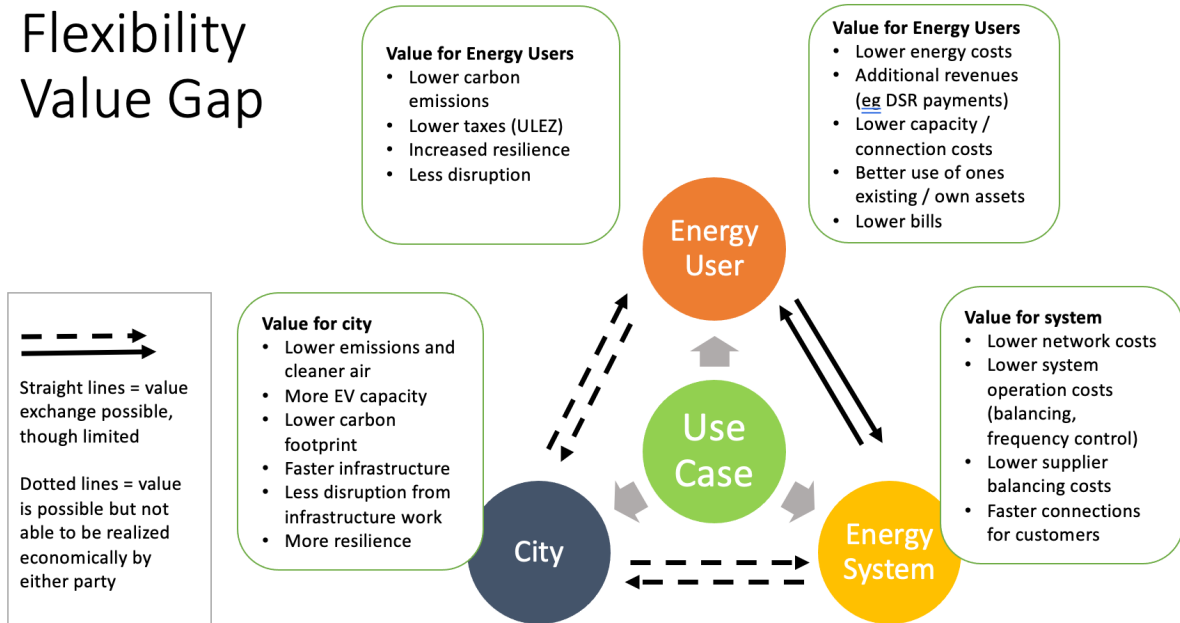 Flexibility
Value Gap
Value for Energy Users
• Lower carbon
emissions
• Lower taxes (ULEZ)
• Increased resilience
• Less disruption
Value for Energy Users
• Lower energy costs
• Additional revenues
(eg DSR payments)
• Lower capacity /
connection costs
• Better use of ones
existing / own assets
• Lower bills
Energy
User
Straight lines = value
exchange possible,
though limited
Dotted lines = value
is possible but not
able to be realized
economically by
either party
Value for city
• Lower emissions and
cleaner air
• More EV capacity
• Lower carbon
footprint
• Faster infrastructure
• Less disruption from
infrastructure work
• More resilience
Use
Case
Value for system
• Lower network costs
• Lower system
operation costs
(balancing,
frequency control)
• Lower supplier
balancing costs
• Faster connections
for customers
City
Energy
System